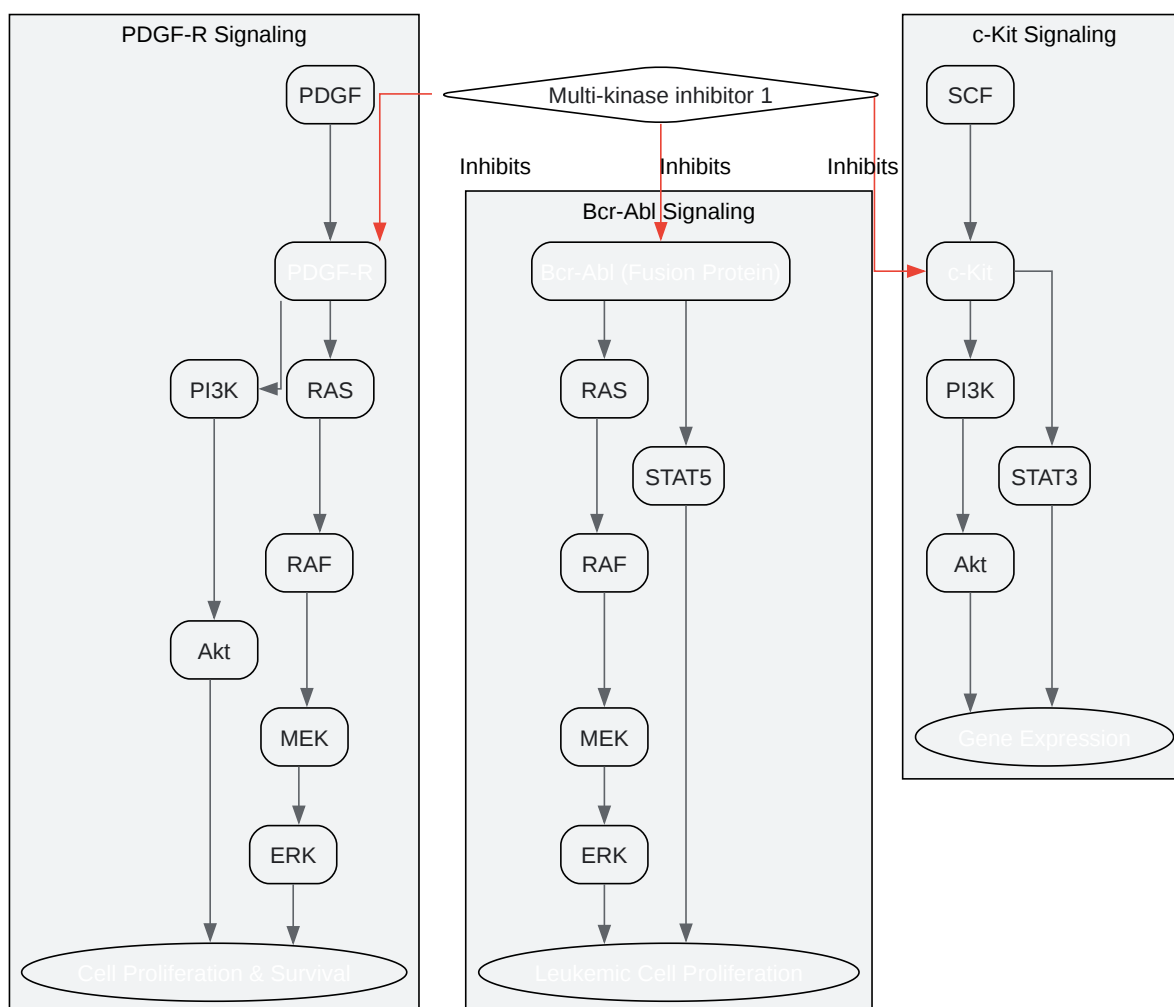 PDGF-R Signaling
c-Kit Signaling
PDGF
Multi-kinase inhibitor 1
SCF
Inhibits
Inhibits
Inhibits
Bcr-Abl Signaling
PDGF-R
Bcr-Abl (Fusion Protein)
c-Kit
PI3K
RAS
RAS
PI3K
STAT5
STAT3
RAF
RAF
Akt
Akt
MEK
MEK
Gene Expression
ERK
ERK
Cell Proliferation & Survival
Leukemic Cell Proliferation